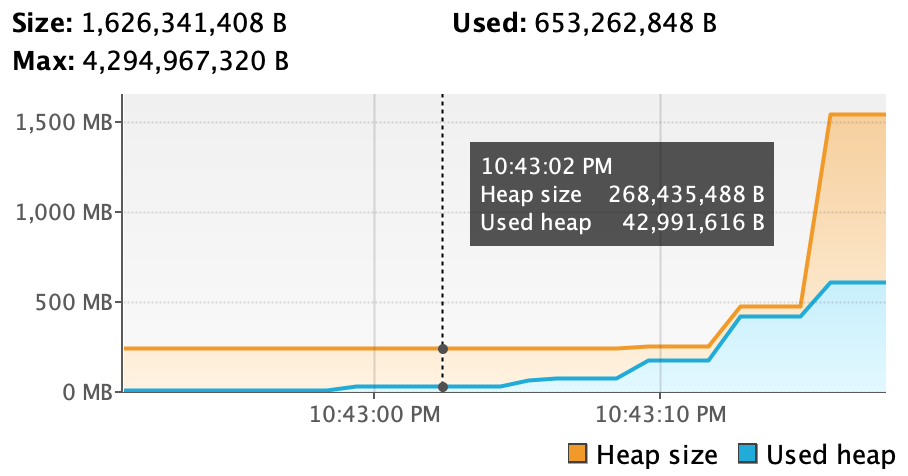 Size: 1,626,341,408 B
Used: 653,262,848 B
Max: 4,294,967,320 B
1,500 MB
1,000 MB
500 MB
0 MB
10:43:02 PM
Heap size 268,435,488 B
Used heap 42,991,616 B
10:43:00 PM
10:43:10 PM
Heap size
Used heap